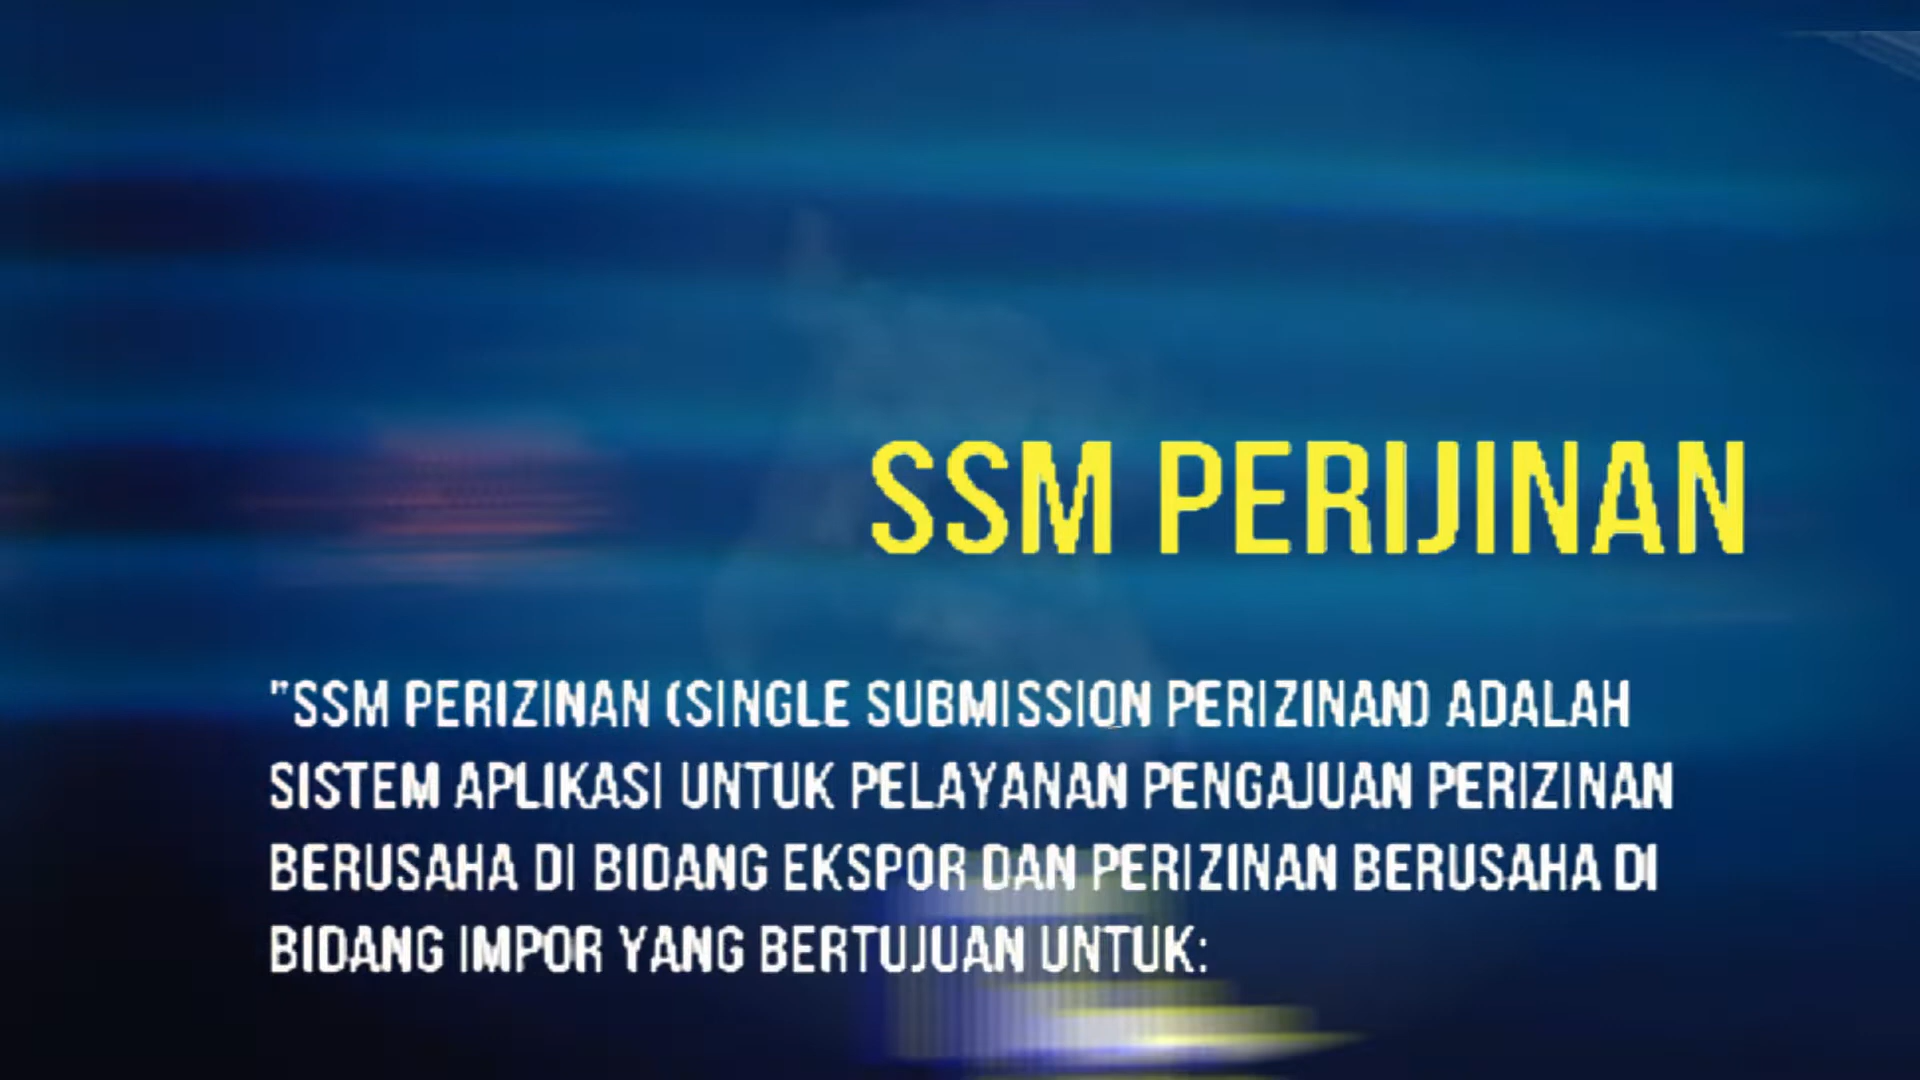 SSM PERIJINAN
"SSM PERIZINAN (SINGLE SUBMISSION PERIZINAN) ADALAH
SISTEM APLIKASI UNTUK PELAYANAN PENGAJUAN PERIZINAN
BERUSAHA DI BIDANG EKSPOR DAN PERIZINAN BERUSAHA DI
BIDANG IMPOR YANG BERTUJUAN UNTUK: